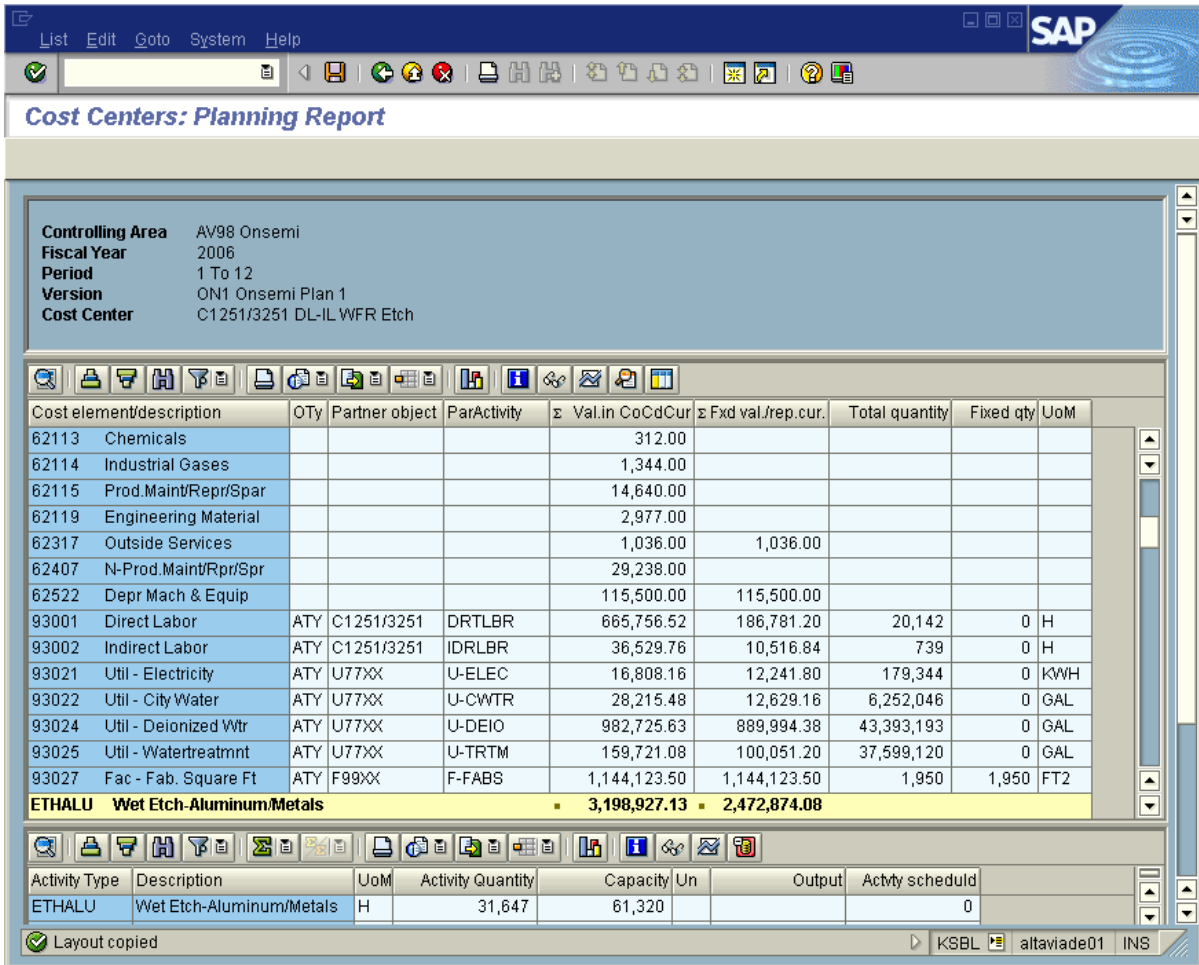 List Edit Goto System Help
SAP
Cost Centers: Planning Report
Controlling Area AV98 Onsemi
Fiscal Year 2006
Period 1 To 12
Version ON1 Onsemi Plan 1
Cost Center C1251/3251 DL-IL WFR Etch
Cost element/description OTy Partner object ParActivity Σ Val.in CoCdCur Σ Fxd val./rep.cur. Total quantity Fixed qty UoM
62113 Chemicals 312.00
62114 Industrial Gases 1,344.00
62115 Prod.Maint/Repr/Spar 14,640.00
62119 Engineering Material 2,977.00
62317 Outside Services 1,036.00 1,036.00
62407 N-Prod.Maint/Rpr/Spr 29,238.00
62522 Depr Mach & Equip 115,500.00 115,500.00
93001 Direct Labor ATY C1251/3251 DRTLBR 665,756.52 186,781.20 20,142 0 H
93002 Indirect Labor ATY C1251/3251 IDRLBR 36,529.76 10,516.84 739 0 H
93021 Util - Electricity ATY U77XX U-ELEC 16,808.16 12,241.80 179,344 0 KWH
93022 Util - City Water ATY U77XX U-CWTR 28,215.48 12,629.16 6,252,046 0 GAL
93024 Util - Deionized Wtr ATY U77XX U-DEIO 982,725.63 889,994.38 43,393,193 0 GAL
93025 Util - Watertreatmnt ATY U77XX U-TRTM 159,721.08 100,051.20 37,599,120 0 GAL
93027 Fac - Fab. Square Ft ATY F99XX F-FABS 1,144,123.50 1,144,123.50 1,950 1,950 FT2
ETHALU Wet Etch-Aluminum/Metals 3,198,927.13 2,472,874.08
Activity Type Description UoM Activity Quantity Capacity Un Output Actvty scheduld
ETHALU Wet Etch-Aluminum/Metals H 31,647 61,320 0
Layout copied KSBL altaviade01 INS